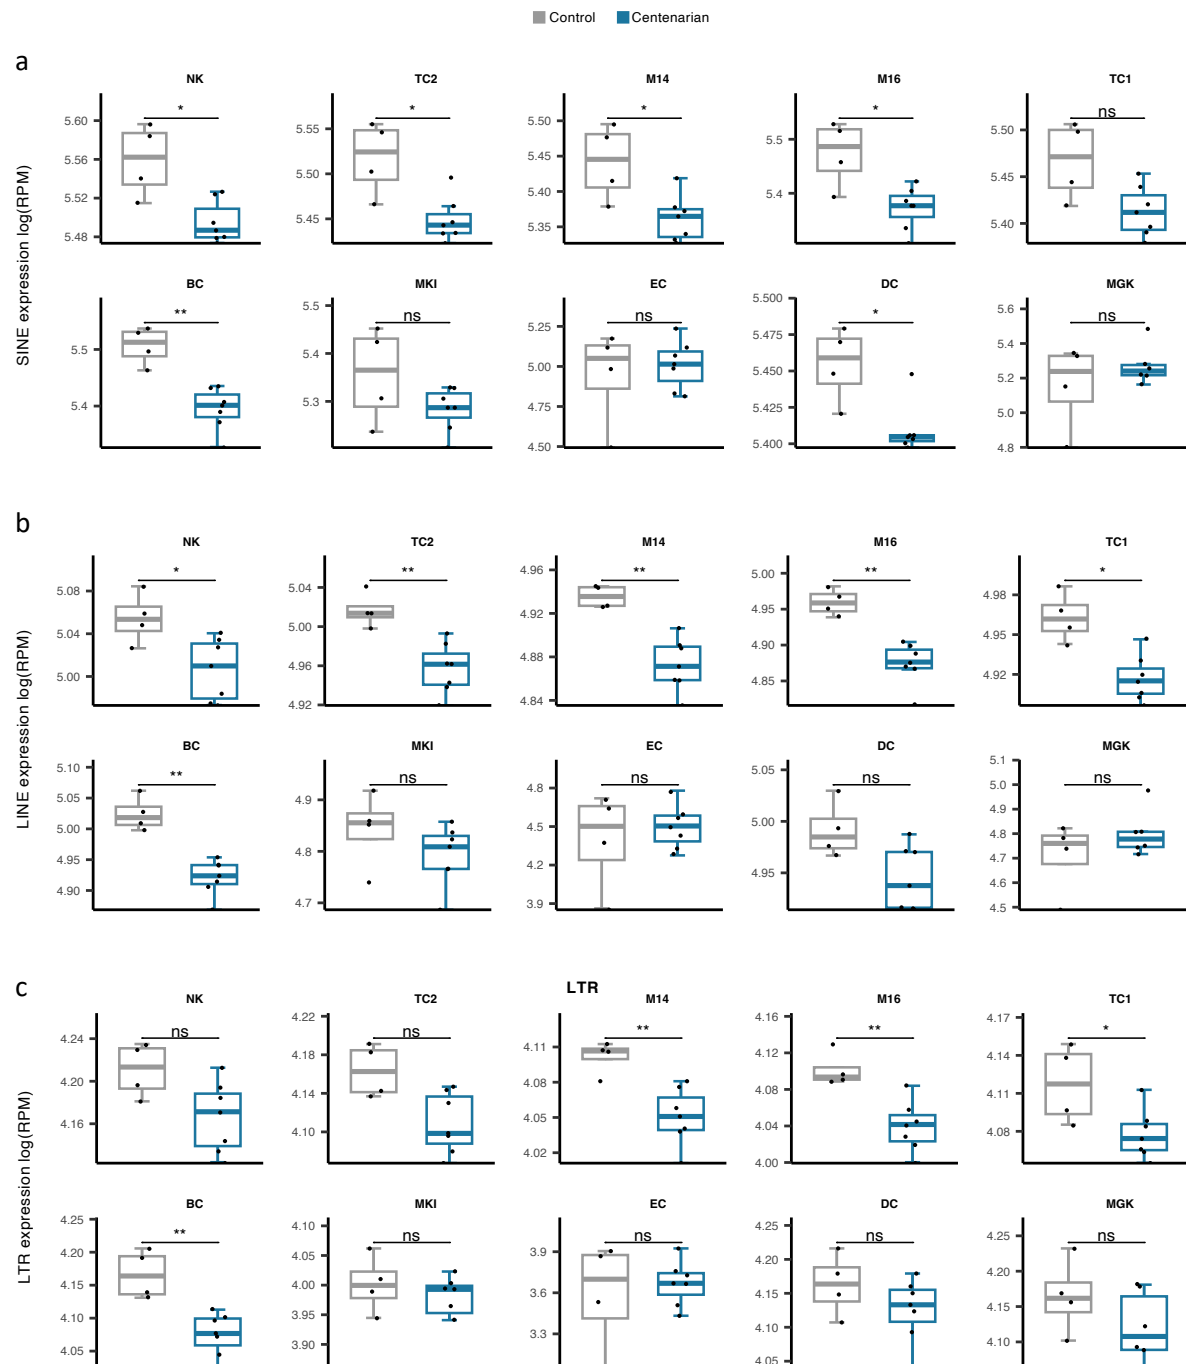 Control Centenarian
a
SINE expression log(RPM)
NK TC2 M14 M16 TC1
* * * * ns
5.60 5.56 5.52 5.48
5.55 5.50 5.45
5.50 5.45 5.40 5.35
5.5 5.4
5.50 5.45 5.40
BC MKI EC DC MGK
** ns ns * ns
5.5 5.4
5.5 5.4 5.3
5.25 5.00 4.75 4.50
5.500 5.475 5.450 5.425 5.400
5.6 5.4 5.2 5.0 4.8
b
LINE expression log(RPM)
NK TC2 M14 M16 TC1
* ** ** ** *
5.08 5.04 5.00
5.04 5.00 4.96 4.92
4.96 4.92 4.88 4.84
5.00 4.95 4.90 4.85
4.98 4.95 4.92
BC MKI EC DC MGK
** ns ns ns ns
5.10 5.05 5.00 4.95 4.90
4.9 4.8 4.7
4.8 4.5 4.2 3.9
5.05 5.00 4.95
5.1 5.0 4.9 4.8 4.7 4.6 4.5
c
LTR
LTR expression log(RPM)
NK TC2 M14 M16 TC1
ns ns ** ** *
4.24 4.20 4.16
4.22 4.18 4.14 4.10
4.11 4.08 4.05 4.02
4.16 4.12 4.08 4.04 4.00
4.17 4.14 4.11 4.08
BC MKI EC DC MGK
** ns ns ns ns
4.25 4.20 4.15 4.10 4.05
4.10 4.05 4.00 3.95 3.90
3.9 3.6 3.3
4.25 4.20 4.15 4.10 4.05
4.25 4.20 4.15 4.10